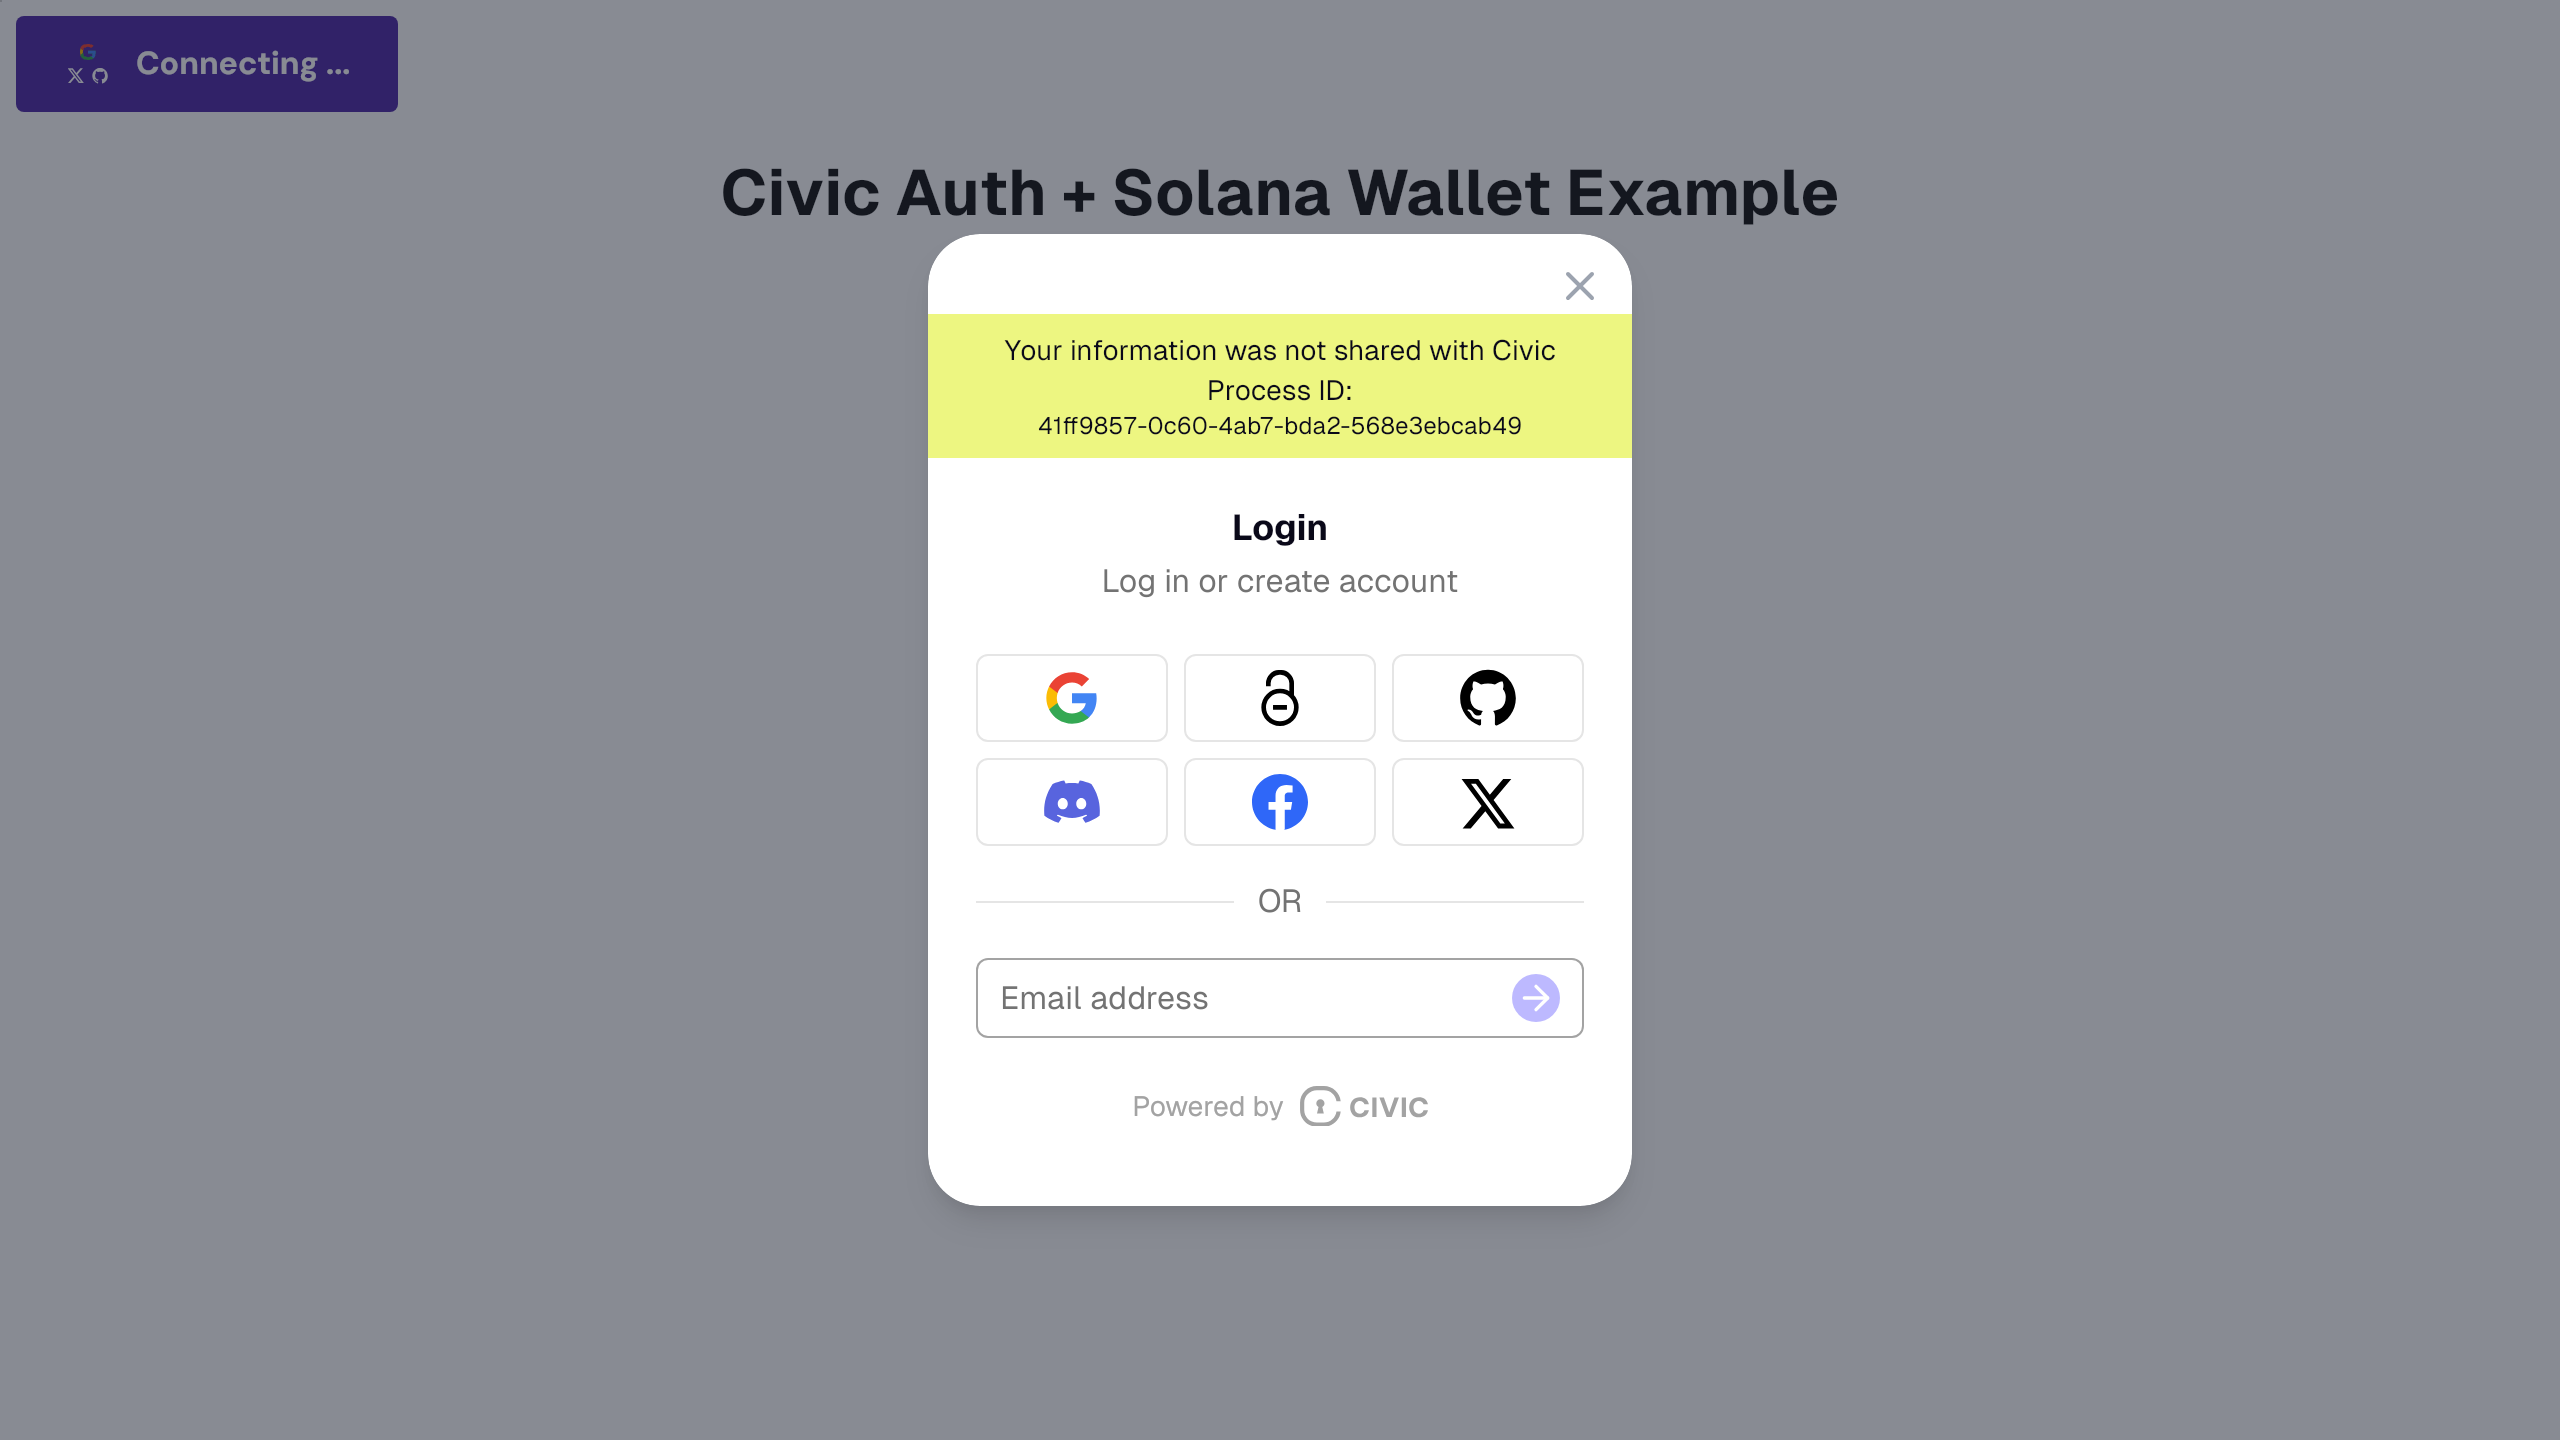 Connecting ...
Civic Auth + Solana Wallet Example
Your information was not shared with Civic
Process ID:
41ff9857-0c60-4ab7-bda2-568e3ebcab49
Login
Log in or create account
OR
Email address
Powered by CIVIC